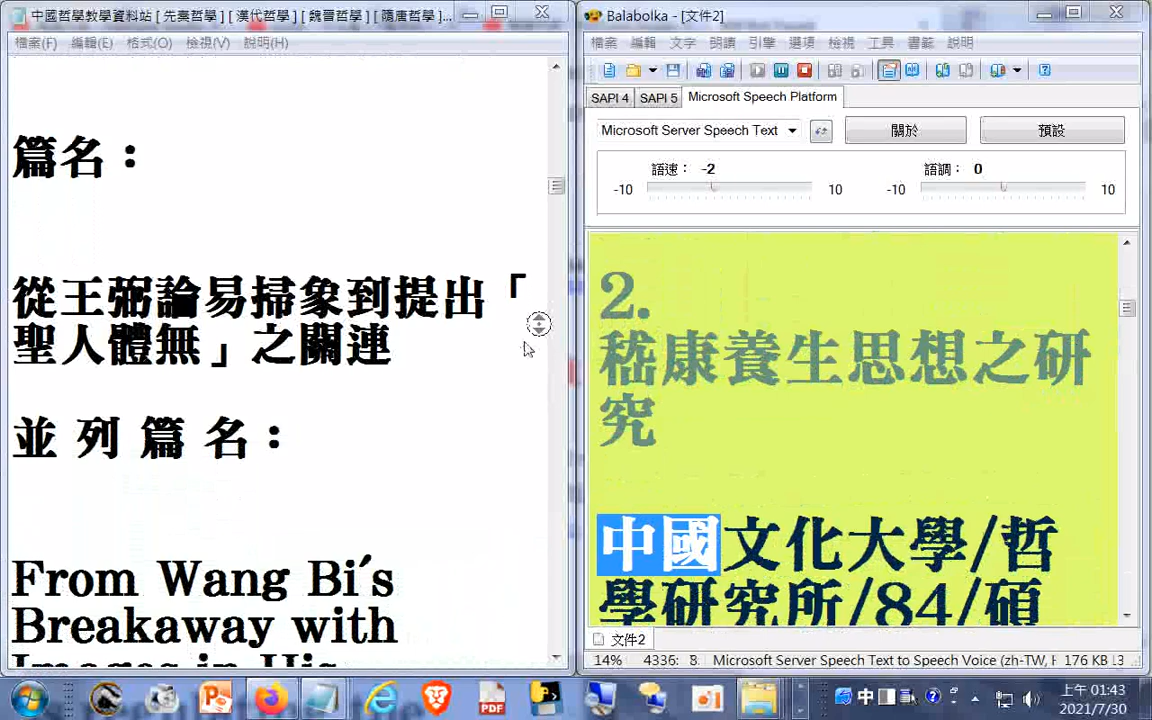 中國哲學教學資料站 [ 先秦哲學 ] [ 漢代哲學 ] [ 魏晉哲學 ] [ 隋唐哲學 ]...
檔案(F) 編輯(E) 格式(O) 檢視(V) 說明(H)
篇名：
從王弼論易掃象到提出「
聖人體無」之關連
並 列 篇 名：
From Wang Bi's
Breakaway with
Images in His
Balabolka - [文件2]
檔案 編輯 文字 朗讀 引擎 選項 檢視 工具 書籤 說明
SAPI 4 SAPI 5 Microsoft Speech Platform
Microsoft Server Speech Text 關於 預設
語速： -2 語調： 0
-10 10 -10 10
2.
嵇康養生思想之研
究
中國文化大學/哲
學研究所/84/碩
文件2
14% 4336: 8. Microsoft Server Speech Text to Speech Voice (zh-TW, H 176 KB
PDF 中 上午 01:43
2021/7/30